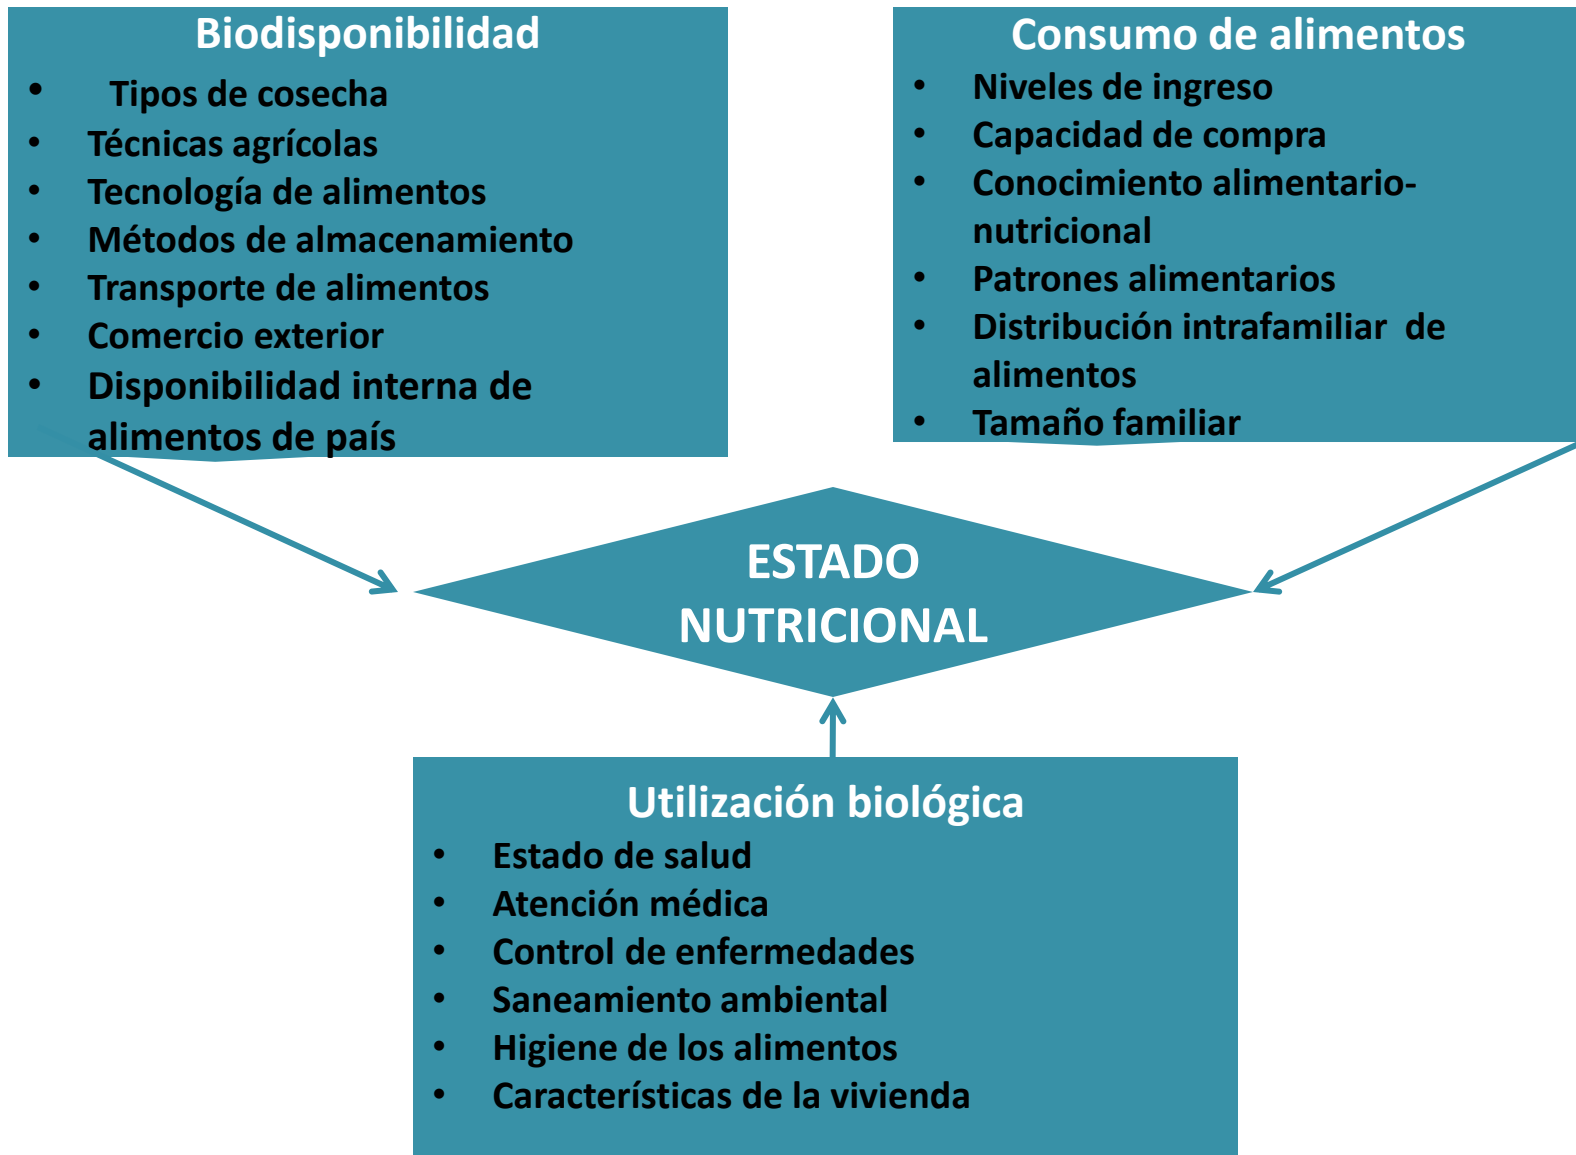 Biodisponibilidad
• Tipos de cosecha
• Técnicas agrícolas
• Tecnología de alimentos
• Métodos de almacenamiento
• Transporte de alimentos
• Comercio exterior
• Disponibilidad interna de
alimentos de país
Consumo de alimentos
• Niveles de ingreso
• Capacidad de compra
• Conocimiento alimentario-
nutricional
• Patrones alimentarios
• Distribución intrafamiliar de
alimentos
• Tamaño familiar
ESTADO
NUTRICIONAL
Utilización biológica
• Estado de salud
• Atención médica
• Control de enfermedades
• Saneamiento ambiental
• Higiene de los alimentos
• Características de la vivienda